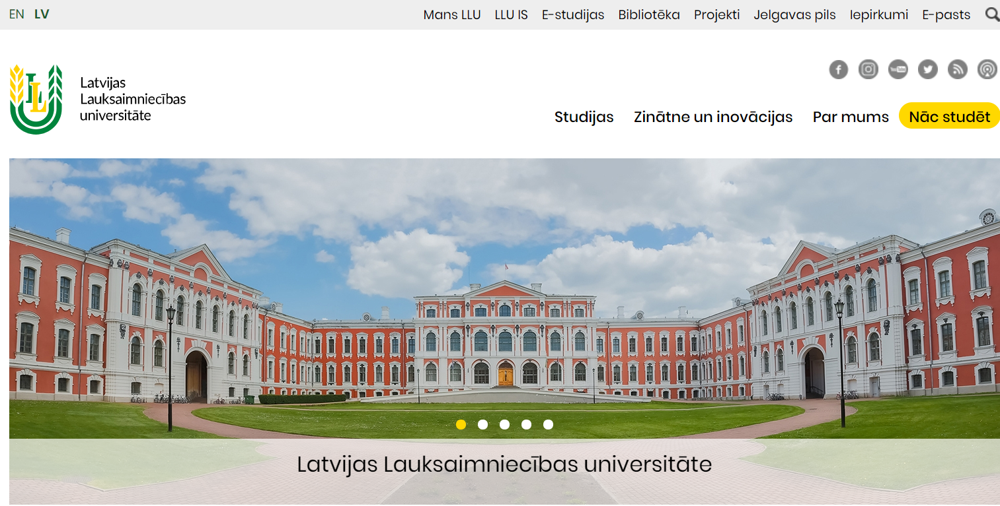 EN LV
Mans LLU LLU IS E-studijas Bibliotēka Projekti Jelgavas pils Iepirkumi E-pasts
Latvijas
Lauksaimniecības
universitāte
Studijas Zinātne un inovācijas Par mums Nāc studēt
Latvijas Lauksaimniecības universitāte